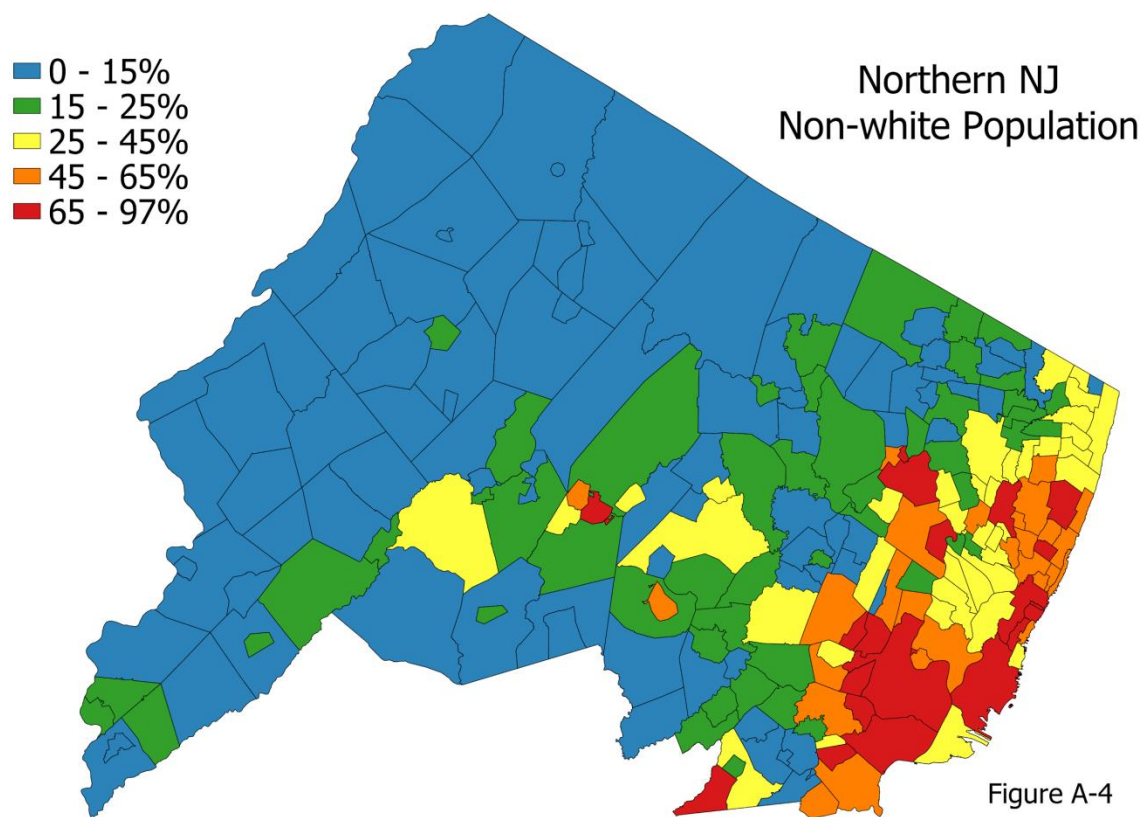 0 - 15%
15 - 25%
25 - 45%
45 - 65%
65 - 97%
Northern NJ
Non-white Population
Figure A-4